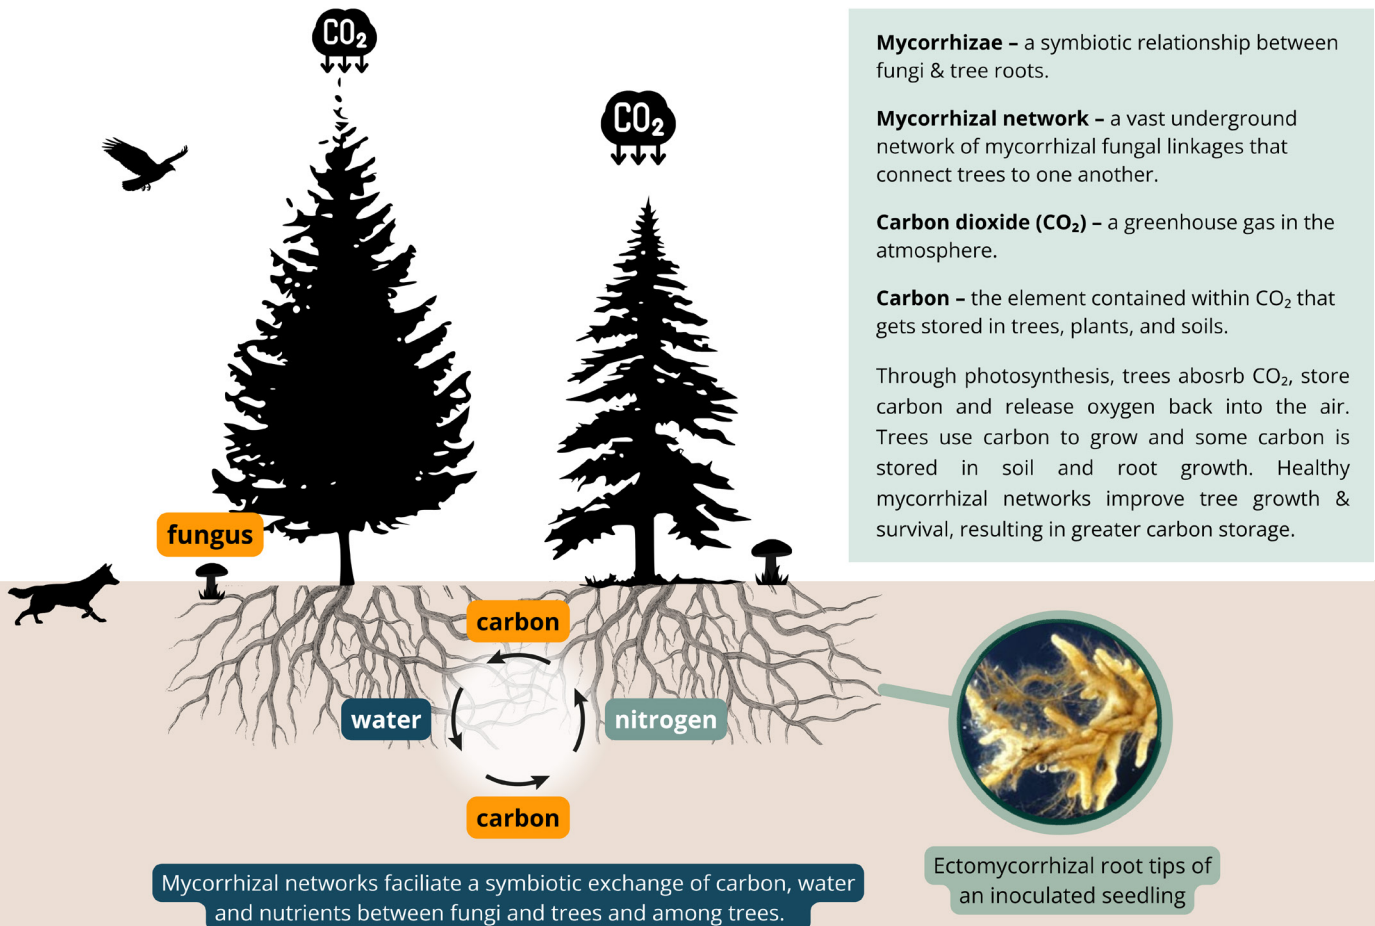 CO₂
CO₂
Mycorrhizae – a symbiotic relationship between
fungi & tree roots.
Mycorrhizal network – a vast underground
network of mycorrhizal fungal linkages that
connect trees to one another.
Carbon dioxide (CO₂) – a greenhouse gas in the
atmosphere.
Carbon – the element contained within CO₂ that
gets stored in trees, plants, and soils.
Through photosynthesis, trees abosrb CO₂, store
carbon and release oxygen back into the air.
Trees use carbon to grow and some carbon is
stored in soil and root growth. Healthy
mycorrhizal networks improve tree growth &
survival, resulting in greater carbon storage.
fungus
carbon
water
nitrogen
carbon
Mycorrhizal networks faciliate a symbiotic exchange of carbon, water
and nutrients between fungi and trees and among trees.
Ectomycorrhizal root tips of
an inoculated seedling